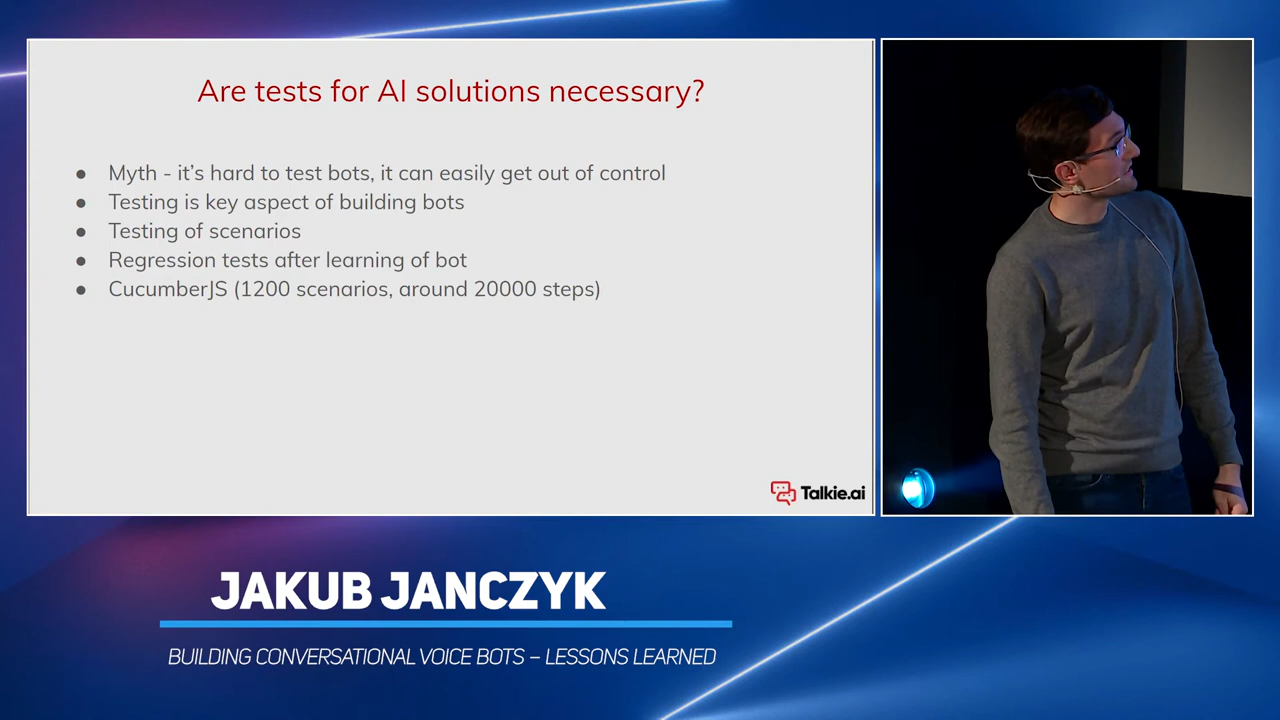 Are tests for AI solutions necessary?
● Myth - it's hard to test bots, it can easily get out of control
● Testing is key aspect of building bots
● Testing of scenarios
● Regression tests after learning of bot
● CucumberJS (1200 scenarios, around 20000 steps)
Talkie.ai
JAKUB JANCZYK
BUILDING CONVERSATIONAL VOICE BOTS – LESSONS LEARNED